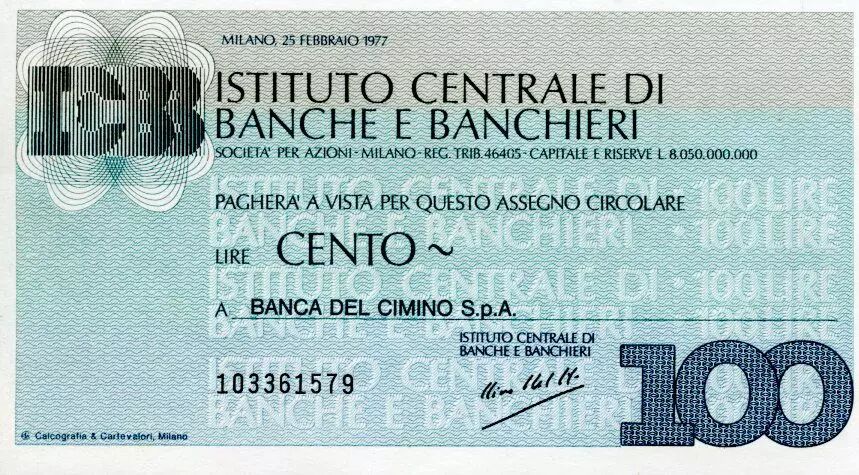 MILANO, 25 FEBBRAIO 1977
ICBB
ISTITUTO CENTRALE DI
BANCHE E BANCHIERI
SOCIETA' PER AZIONI - MILANO - REG. TRIB. 46405 - CAPITALE E RISERVE L. 8.050.000.000
ISTITUTO CENTRALE DI · 100 LIRE
PAGHERA' A VISTA PER QUESTO ASSEGNO CIRCOLARE
BANCHE E BANCHIERI · 100 LIRE
LIRE CENTO ~
ISTITUTO CENTRALE DI · 100 LIRE
A BANCA DEL CIMINO S.p.A.
BANCHE E BANCHIERI · 100 LIRE
ISTITUTO CENTRALE DI
BANCHE E BANCHIERI
103361579
100
Calcografia & Cartevalori, Milano